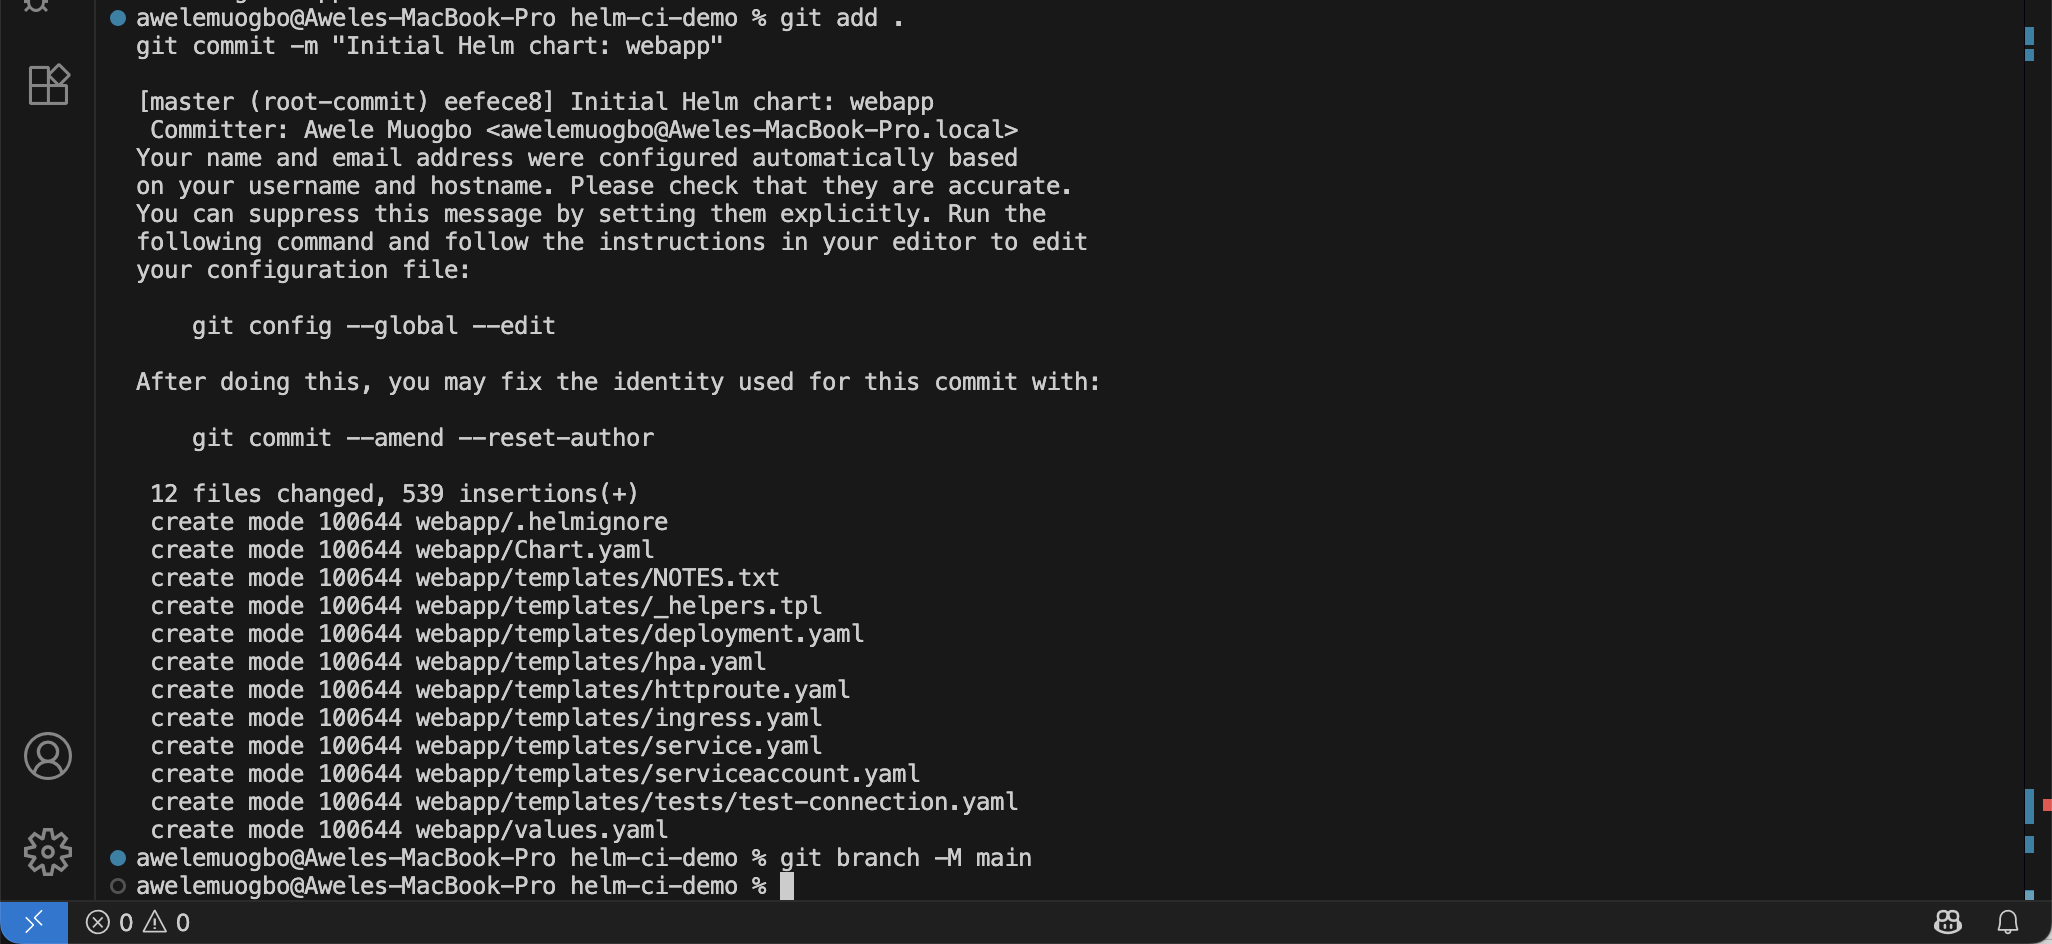 awelemuogbo@Aweles-MacBook-Pro helm-ci-demo % git add .
git commit -m "Initial Helm chart: webapp"
[master (root-commit) eefece8] Initial Helm chart: webapp
Committer: Awele Muogbo <awelemuogbo@Aweles-MacBook-Pro.local>
Your name and email address were configured automatically based
on your username and hostname. Please check that they are accurate.
You can suppress this message by setting them explicitly. Run the
following command and follow the instructions in your editor to edit
your configuration file:
git config --global --edit
After doing this, you may fix the identity used for this commit with:
git commit --amend --reset-author
12 files changed, 539 insertions(+)
create mode 100644 webapp/.helmignore
create mode 100644 webapp/Chart.yaml
create mode 100644 webapp/templates/NOTES.txt
create mode 100644 webapp/templates/_helpers.tpl
create mode 100644 webapp/templates/deployment.yaml
create mode 100644 webapp/templates/hpa.yaml
create mode 100644 webapp/templates/httproute.yaml
create mode 100644 webapp/templates/ingress.yaml
create mode 100644 webapp/templates/service.yaml
create mode 100644 webapp/templates/serviceaccount.yaml
create mode 100644 webapp/templates/tests/test-connection.yaml
create mode 100644 webapp/values.yaml
awelemuogbo@Aweles-MacBook-Pro helm-ci-demo % git branch -M main
awelemuogbo@Aweles-MacBook-Pro helm-ci-demo %
0 0